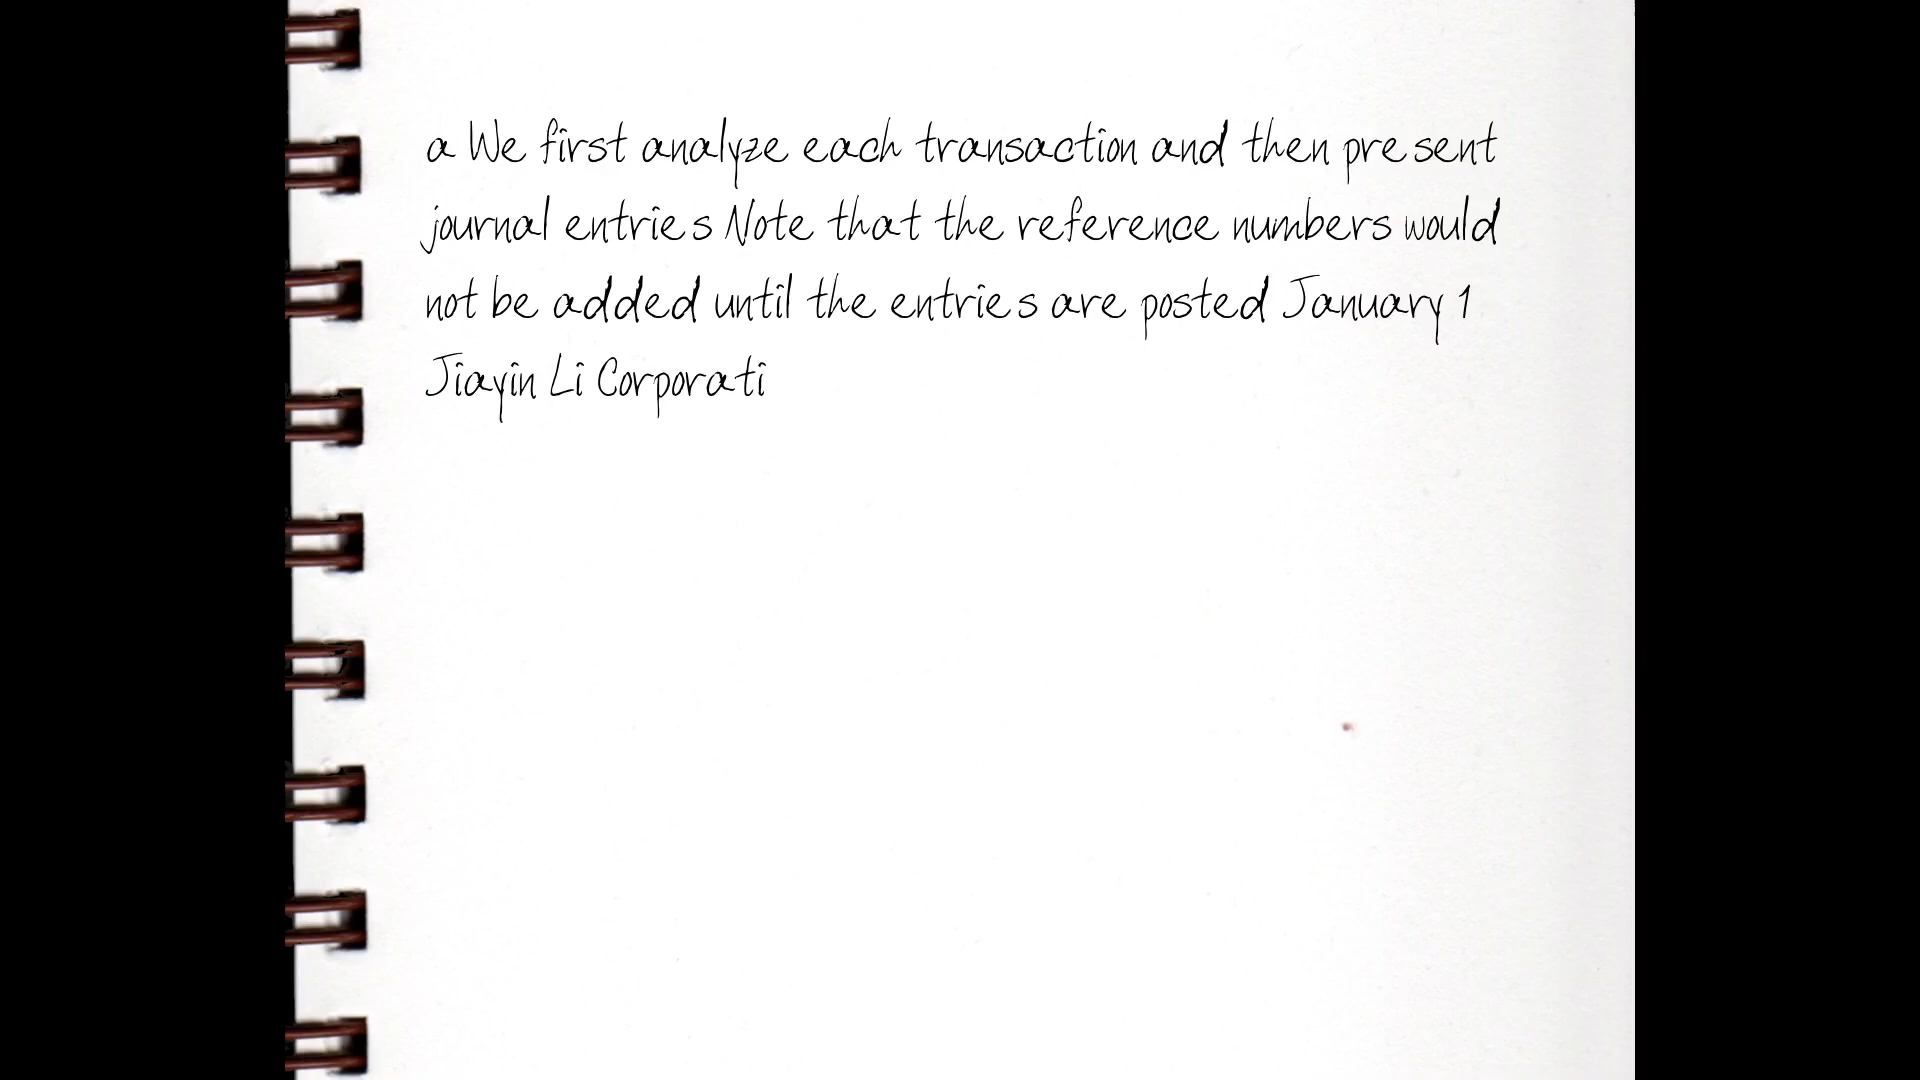 a We first analyze each transaction and then present
journal entries Note that the reference numbers would
not be added until the entries are posted January 1
Jiayin Li Corporati